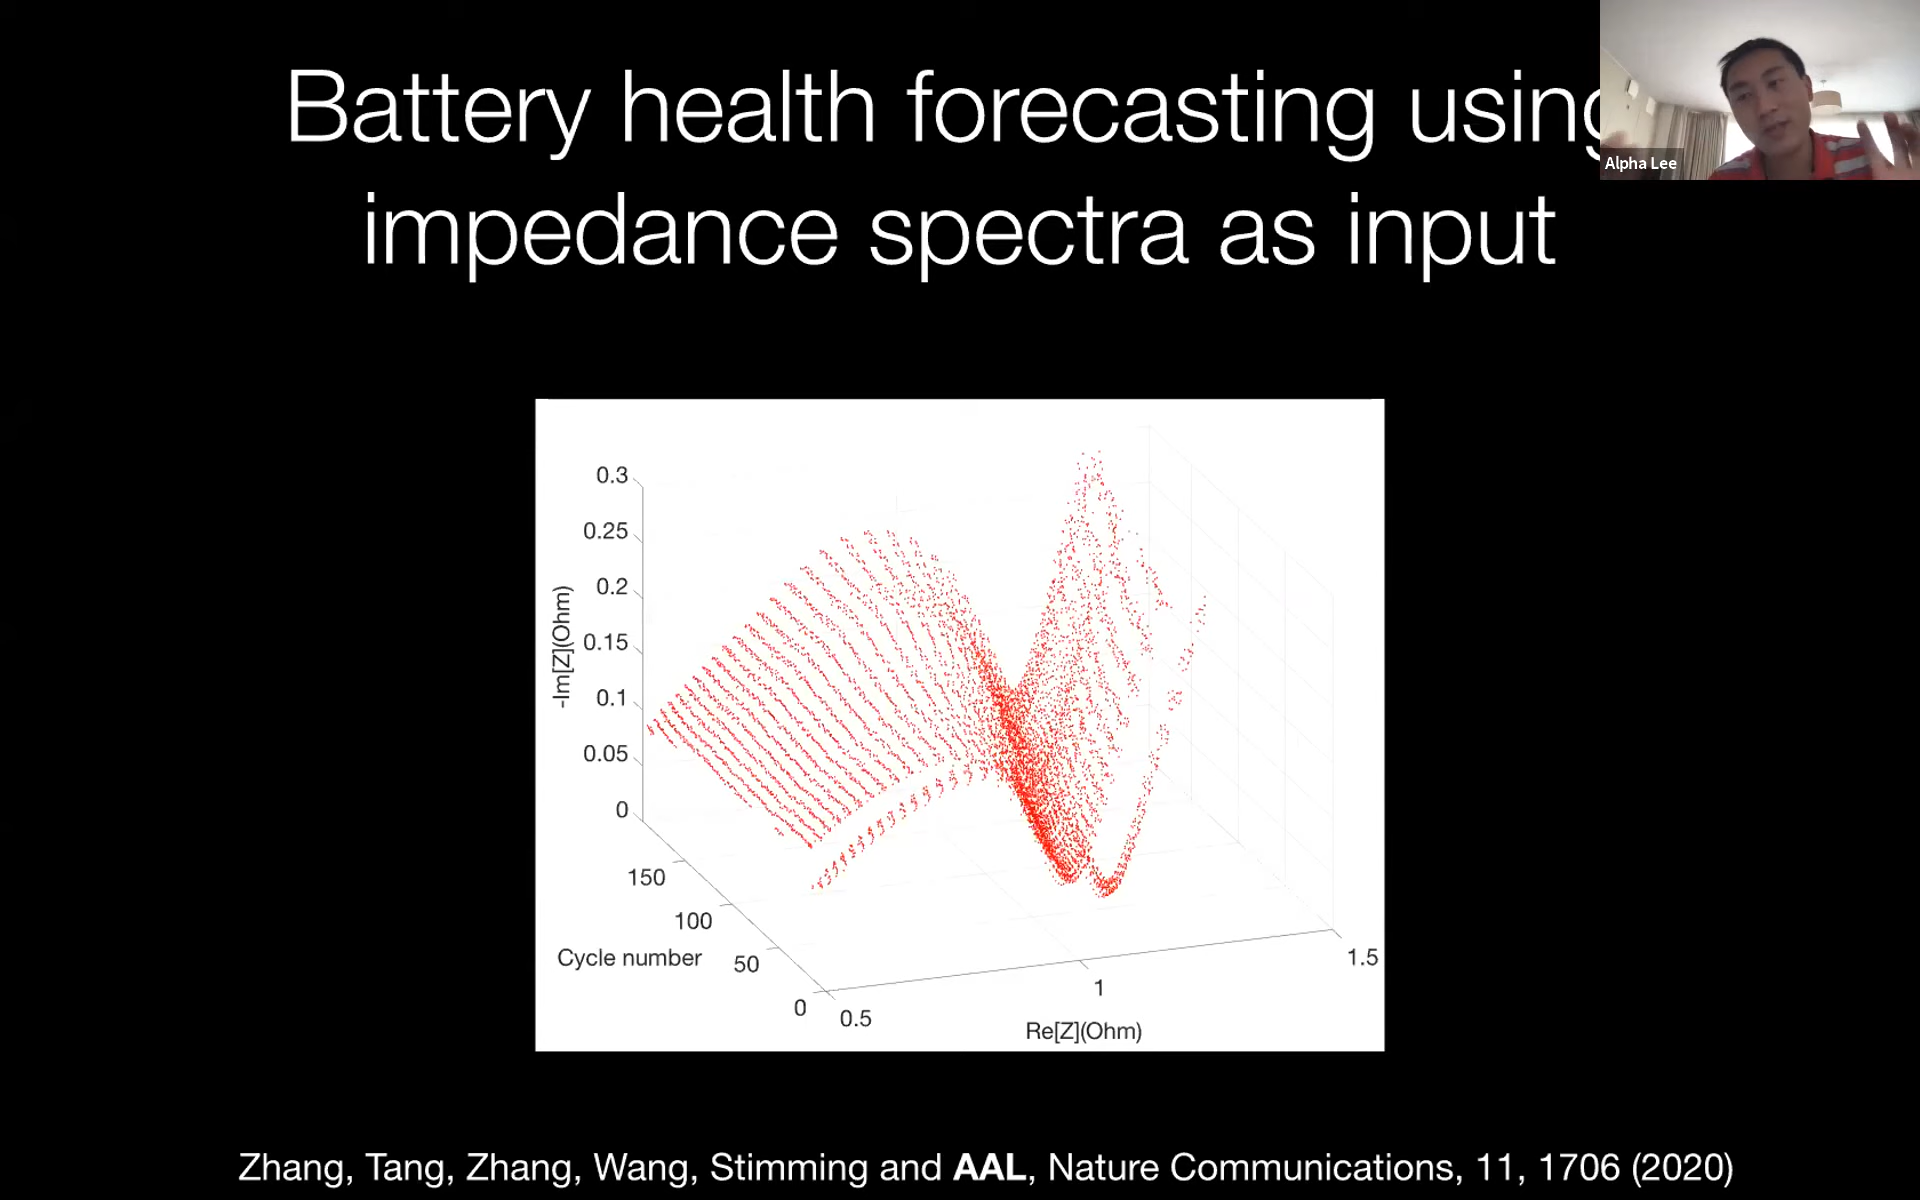 Battery health forecasting using
impedance spectra as input
Alpha Lee
0.3
0.25
0.2
0.15
0.1
0.05
0
-Im[Z](Ohm)
150
100
50
0
Cycle number
0.5
1
1.5
Re[Z](Ohm)
Zhang, Tang, Zhang, Wang, Stimming and AAL, Nature Communications, 11, 1706 (2020)